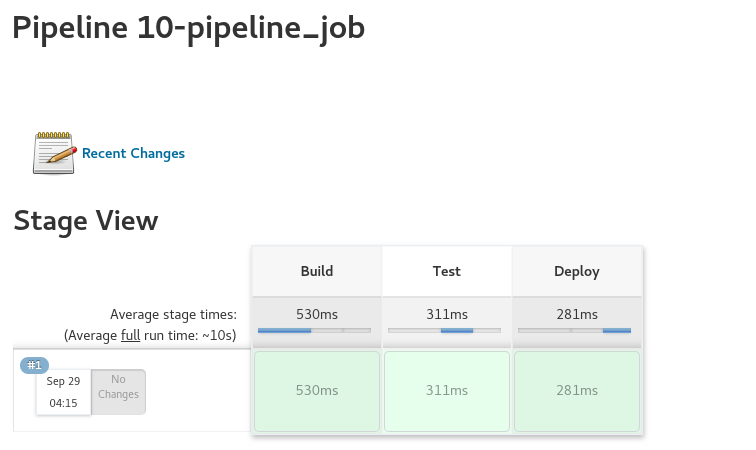 Pipeline 10-pipeline_job
Recent Changes
Stage View
Build Test Deploy
Average stage times: 530ms 311ms 281ms
(Average full run time: ~10s)
#1
Sep 29
04:15
No
Changes
530ms 311ms 281ms